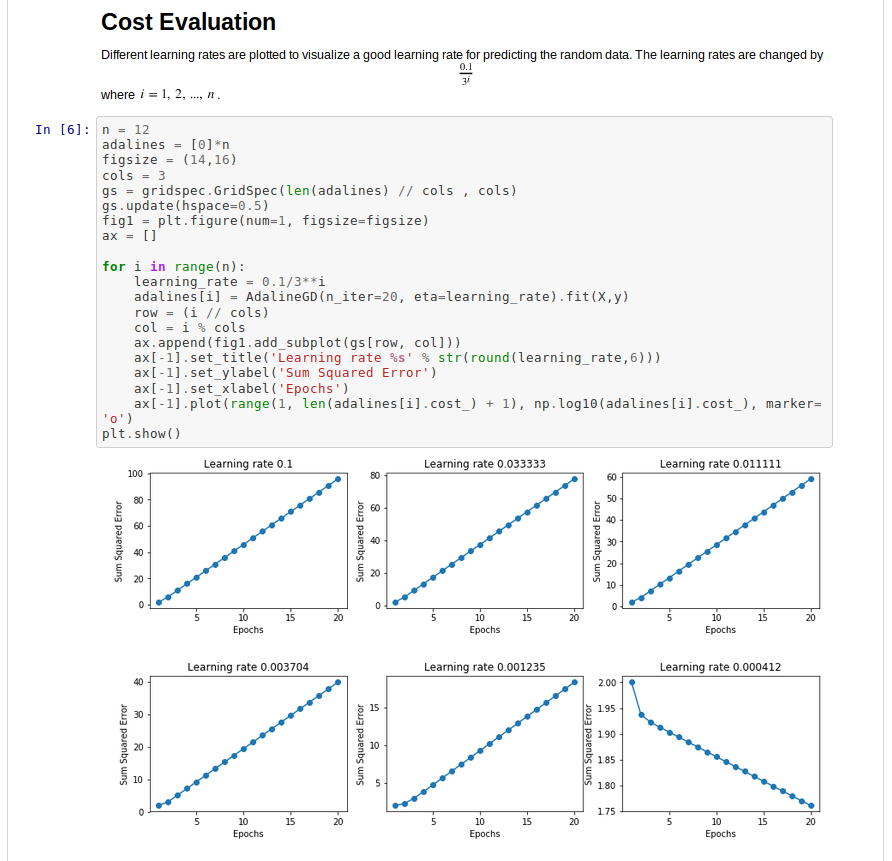 Cost Evaluation
Different learning rates are plotted to visualize a good learning rate for predicting the random data. The learning rates are changed by
0.1
3i
where i = 1, 2, ..., n .
In [6]:
n = 12
adalines = [0]*n
figsize = (14,16)
cols = 3
gs = gridspec.GridSpec(len(adalines) // cols , cols)
gs.update(hspace=0.5)
fig1 = plt.figure(num=1, figsize=figsize)
ax = []
for i in range(n):
    learning_rate = 0.1/3**i
    adalines[i] = AdalineGD(n_iter=20, eta=learning_rate).fit(X,y)
    row = (i // cols)
    col = i % cols
    ax.append(fig1.add_subplot(gs[row, col]))
    ax[-1].set_title('Learning rate %s' % str(round(learning_rate,6)))
    ax[-1].set_ylabel('Sum Squared Error')
    ax[-1].set_xlabel('Epochs')
    ax[-1].plot(range(1, len(adalines[i].cost_) + 1), np.log10(adalines[i].cost_), marker=
'o')
plt.show()
Learning rate 0.1
100
80
60
40
20
0
Sum Squared Error
5 10 15 20
Epochs
Learning rate 0.033333
80
60
40
20
0
Sum Squared Error
5 10 15 20
Epochs
Learning rate 0.011111
60
50
40
30
20
10
0
Sum Squared Error
5 10 15 20
Epochs
Learning rate 0.003704
40
30
20
10
0
Sum Squared Error
5 10 15 20
Epochs
Learning rate 0.001235
15
10
5
Sum Squared Error
5 10 15 20
Epochs
Learning rate 0.000412
2.00
1.95
1.90
1.85
1.80
1.75
Sum Squared Error
5 10 15 20
Epochs